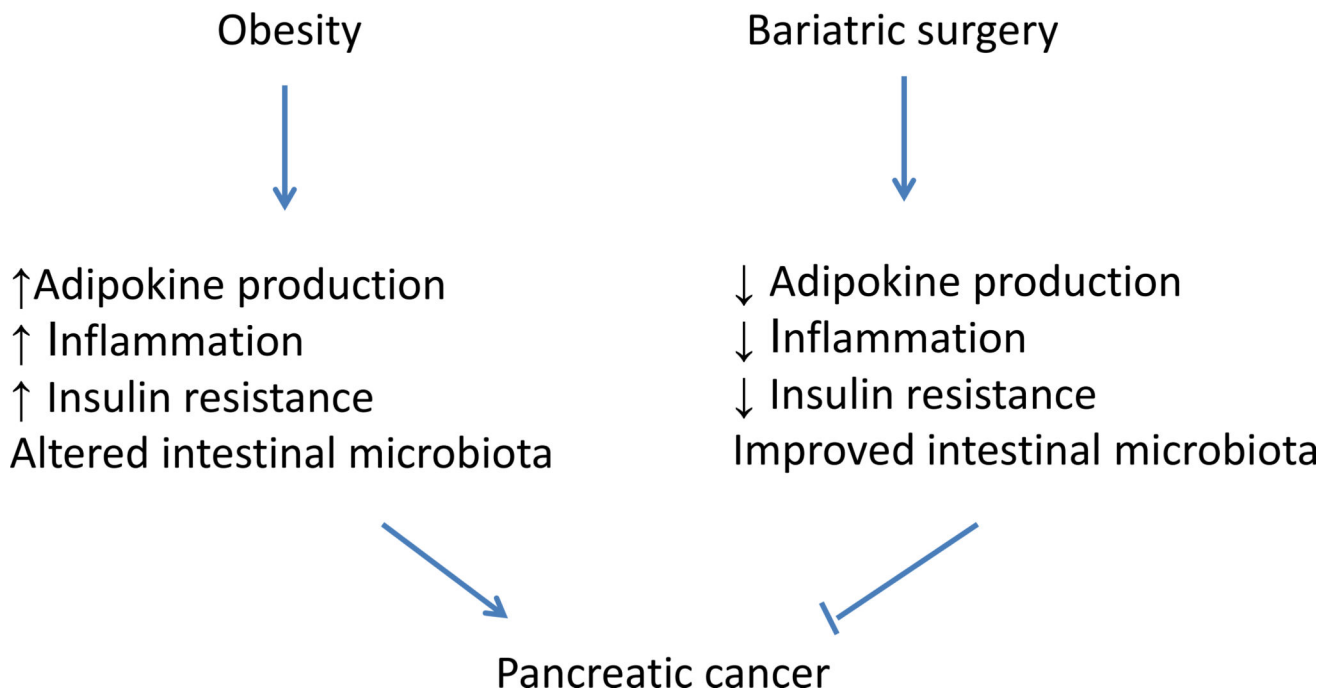 Obesity
Bariatric surgery
↑Adipokine production
↑ Inflammation
↑ Insulin resistance
Altered intestinal microbiota
↓ Adipokine production
↓ Inflammation
↓ Insulin resistance
Improved intestinal microbiota
Pancreatic cancer